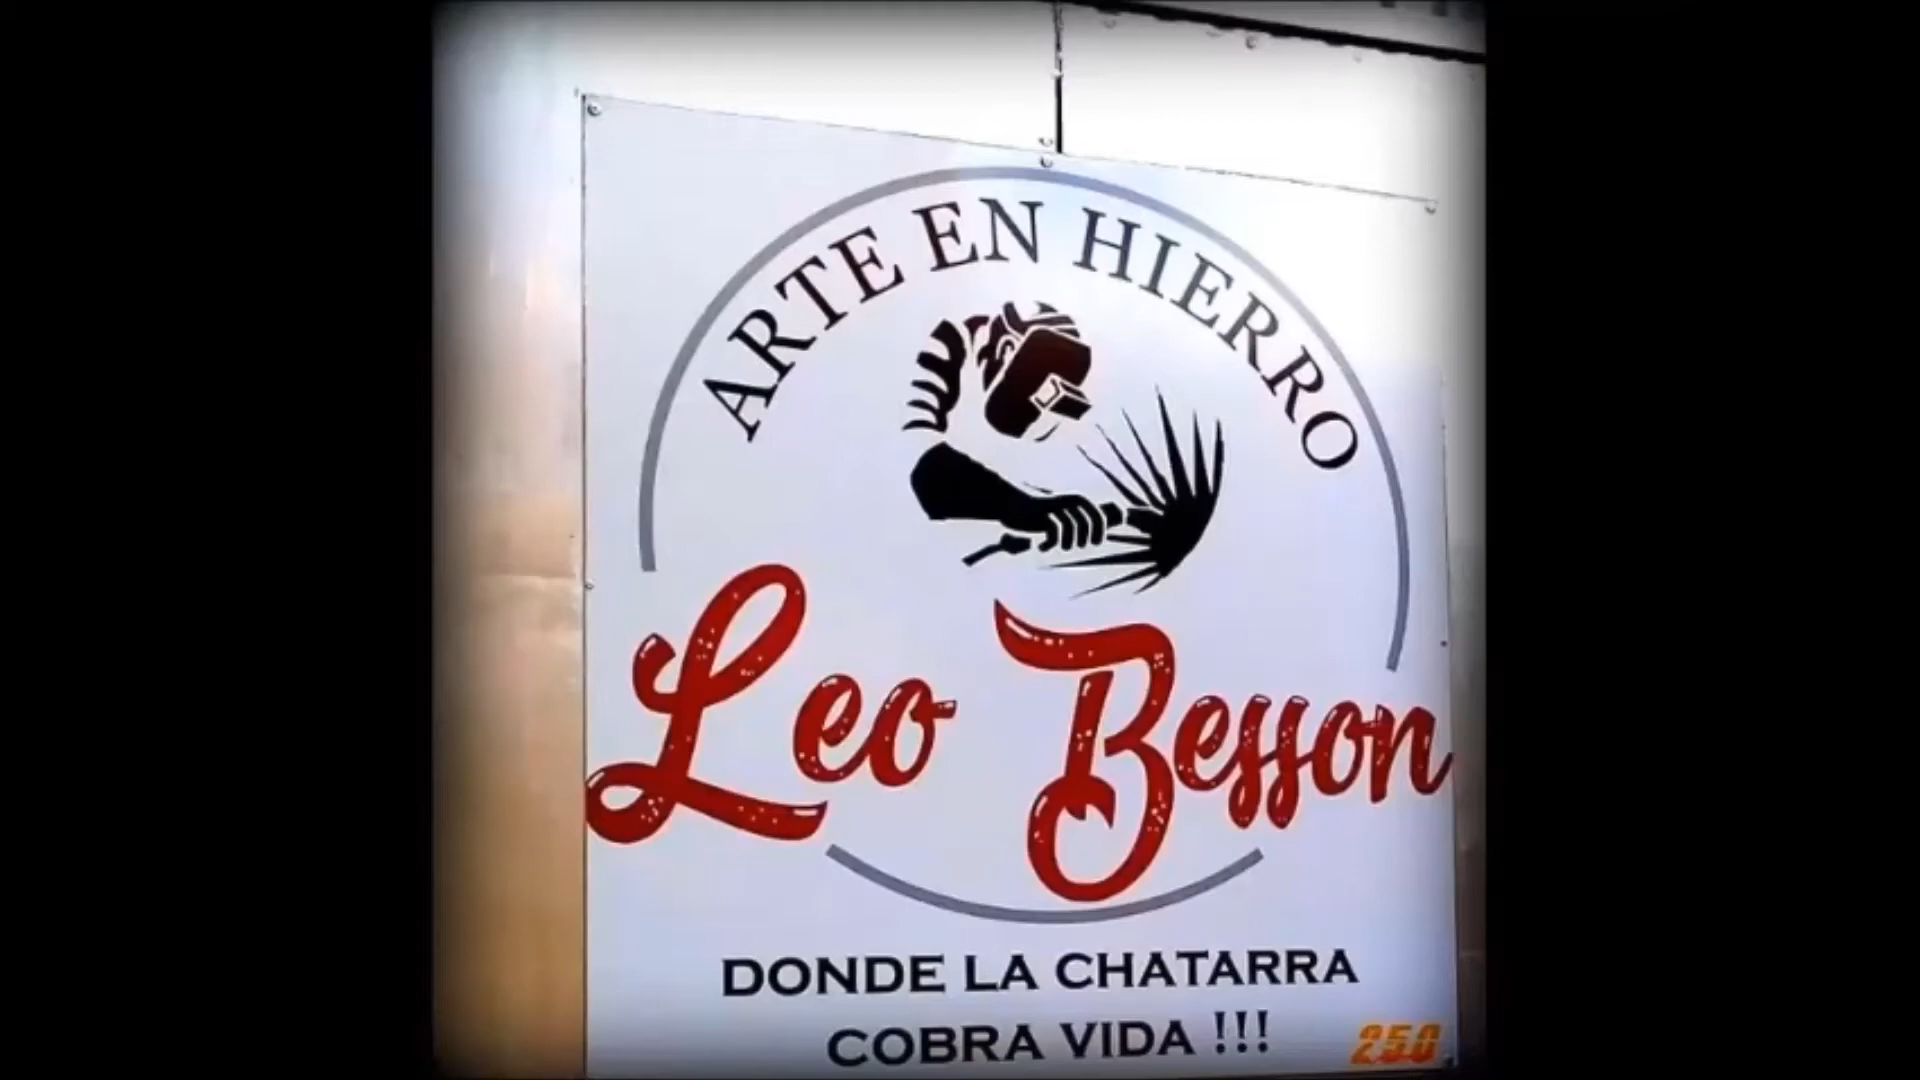 ARTE EN HIERRO
Leo Besson
DONDE LA CHATARRA
COBRA VIDA !!!
250